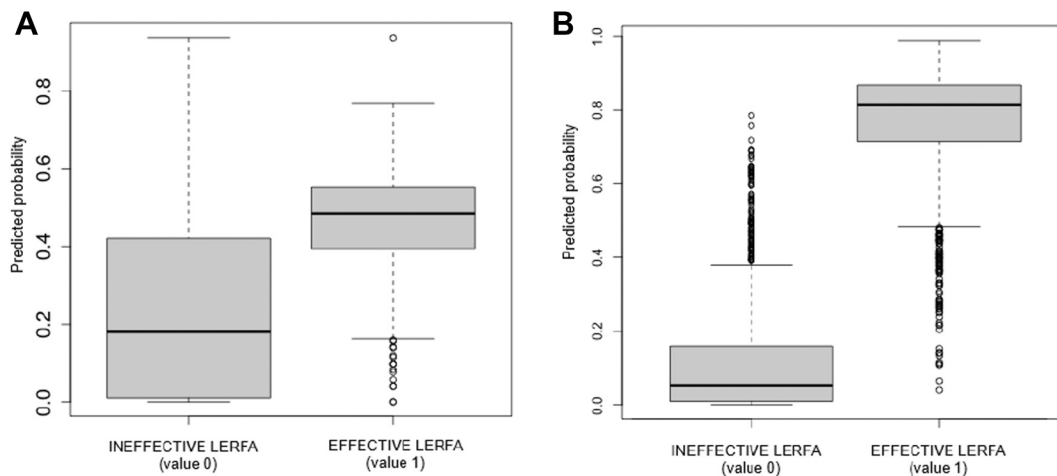 A
Predicted probability
0.8
0.6
0.4
0.2
0.0
INEFFECTIVE LERFA
(value 0)
EFFECTIVE LERFA
(value 1)
B
Predicted probability
1.0
0.8
0.6
0.4
0.2
0.0
INEFFECTIVE LERFA
(value 0)
EFFECTIVE LERFA
(value 1)